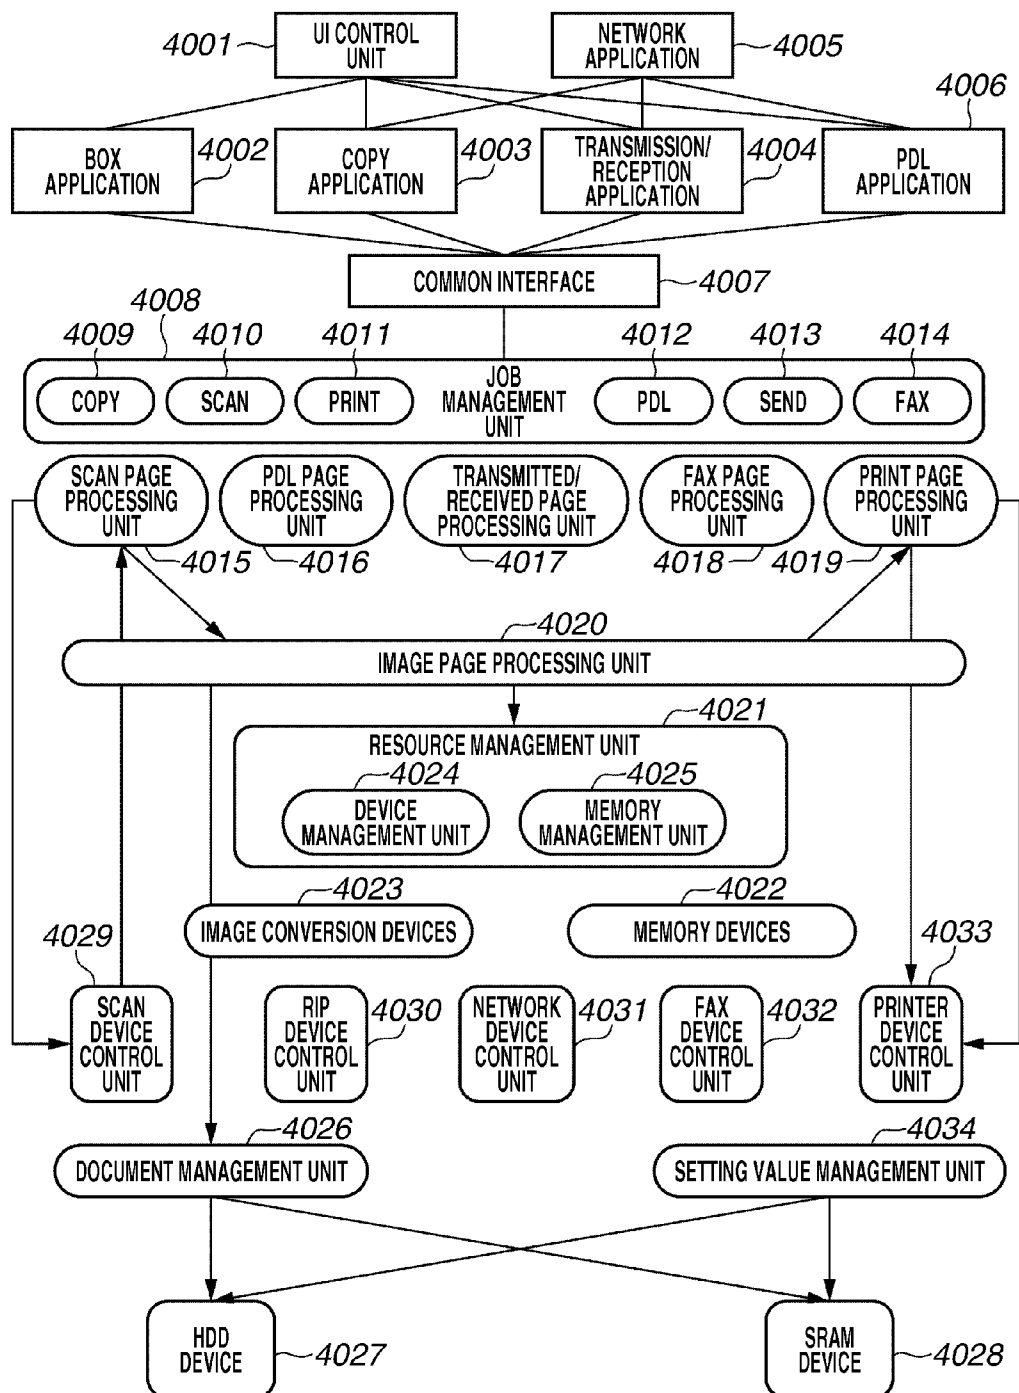 4001
UI CONTROL
UNIT
NETWORK
APPLICATION
4005
4006
BOX
APPLICATION
4002
COPY
APPLICATION
4003
TRANSMISSION/
RECEPTION
APPLICATION
4004
PDL
APPLICATION
COMMON INTERFACE
4007
4008
4009
4010
4011
4012
4013
4014
COPY
SCAN
PRINT
JOB
MANAGEMENT
UNIT
PDL
SEND
FAX
SCAN PAGE
PROCESSING
UNIT
PDL PAGE
PROCESSING
UNIT
TRANSMITTED/
RECEIVED PAGE
PROCESSING UNIT
FAX PAGE
PROCESSING
UNIT
PRINT PAGE
PROCESSING
UNIT
4015
4016
4017
4018
4019
4020
IMAGE PAGE PROCESSING UNIT
4021
RESOURCE MANAGEMENT UNIT
4024
4025
DEVICE
MANAGEMENT UNIT
MEMORY
MANAGEMENT UNIT
4023
4022
IMAGE CONVERSION DEVICES
MEMORY DEVICES
4029
4033
SCAN
DEVICE
CONTROL
UNIT
RIP
DEVICE
CONTROL
UNIT
4030
NETWORK
DEVICE
CONTROL
UNIT
4031
FAX
DEVICE
CONTROL
UNIT
4032
PRINTER
DEVICE
CONTROL
UNIT
4026
4034
DOCUMENT MANAGEMENT UNIT
SETTING VALUE MANAGEMENT UNIT
HDD
DEVICE
4027
SRAM
DEVICE
4028